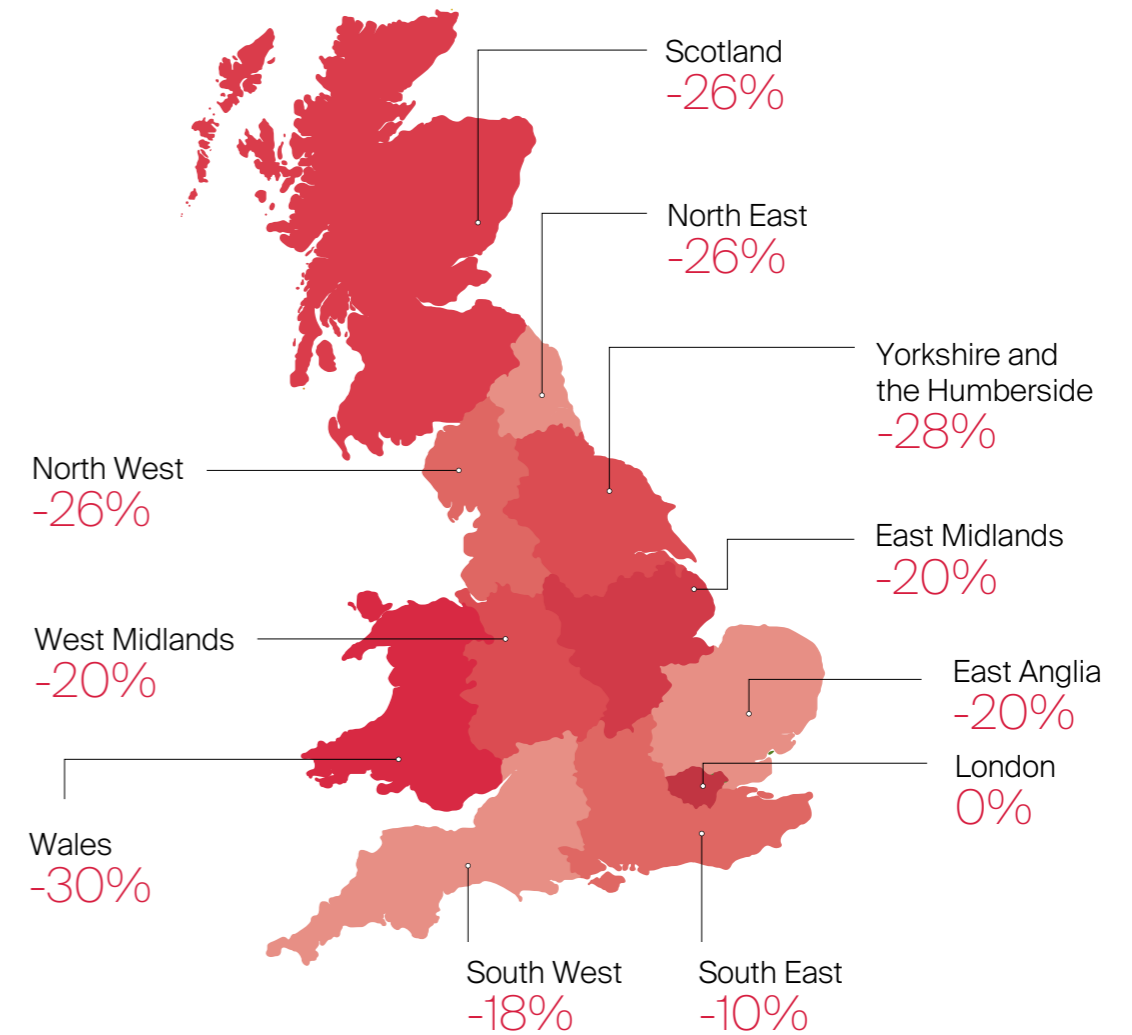 Scotland
-26%
North East
-26%
Yorkshire and
the Humberside
-28%
North West
-26%
East Midlands
-20%
West Midlands
-20%
East Anglia
-20%
London
0%
Wales
-30%
South West
-18%
South East
-10%